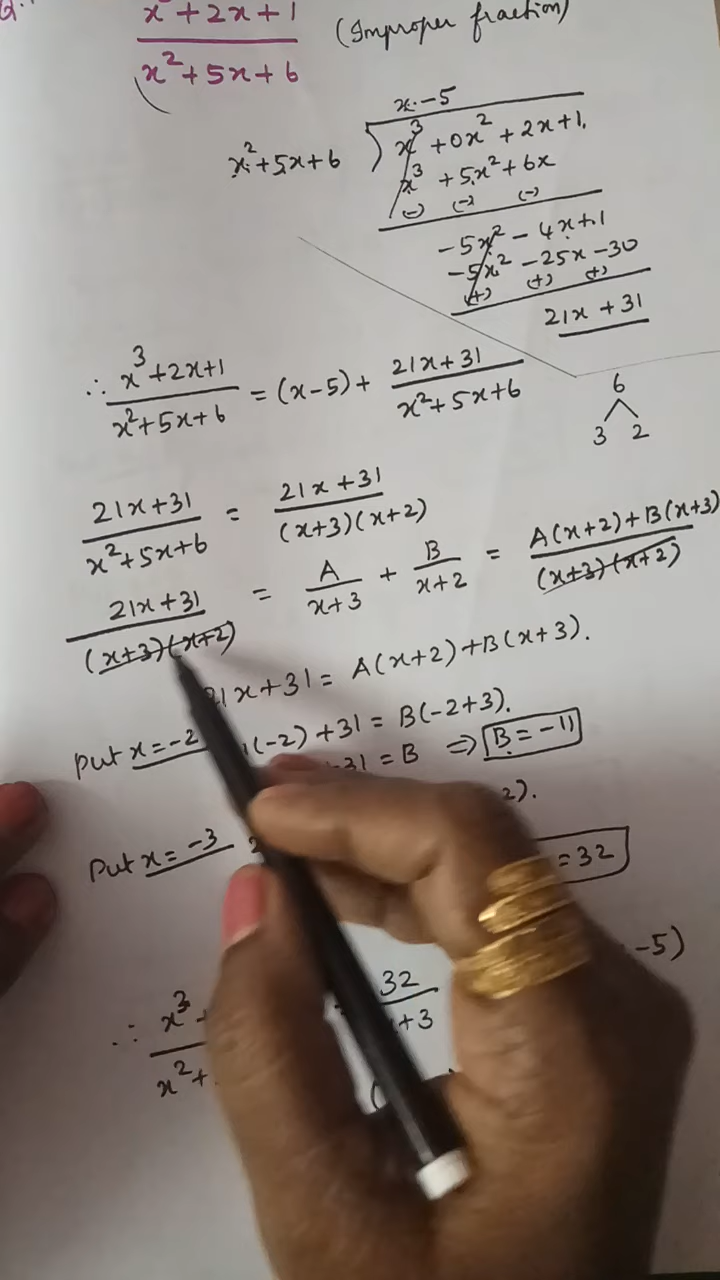 x + 2x + 1 (Improper fraction)
x² + 5x + 6
x - 5
x² + 5x + 6 ) x³ + 0x² + 2x + 1
x³ + 5x² + 6x
(-) (-) (-)
-5x² - 4x + 1
-5x² - 25x - 30
(+) (+) (+)
21x + 31
∴ x³ + 2x + 1 / x² + 5x + 6 = (x - 5) + 21x + 31 / x² + 5x + 6
6
3 2
21x + 31 / x² + 5x + 6 = 21x + 31 / (x + 3)(x + 2)
21x + 31 / (x + 3)(x + 2) = A / x + 3 + B / x + 2 = A(x + 2) + B(x + 3) / (x + 3)(x + 2)
1x + 31 = A(x + 2) + B(x + 3).
Put x = -2 (-2) + 31 = B(-2 + 3).
31 = B ⇒ B = -11
2).
Put x = -3 = 32
-5)
∴ x³ / x² + 32 / + 3